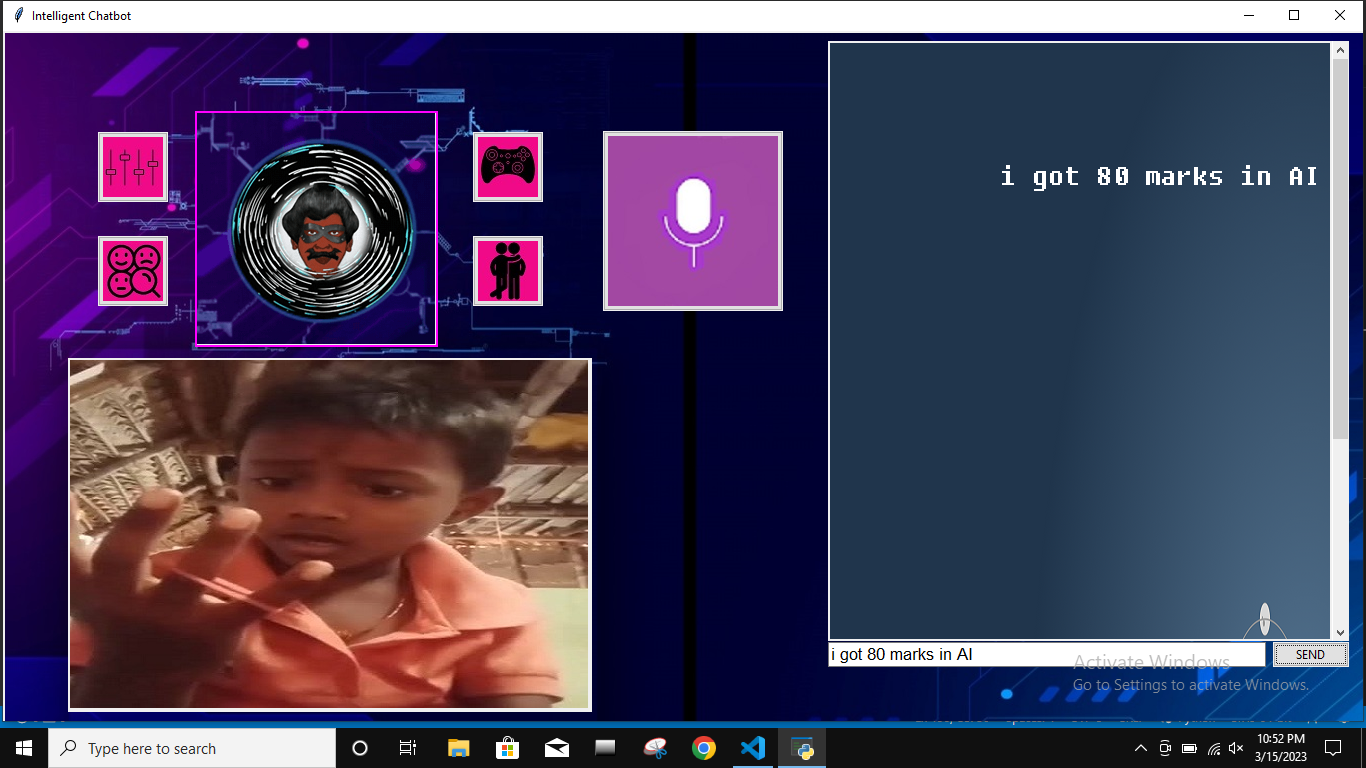 Intelligent Chatbot
i got 80 marks in AI
i got 80 marks in AI
SEND
Activate Windows
Go to Settings to activate Windows.
Type here to search
10:52 PM
3/15/2023